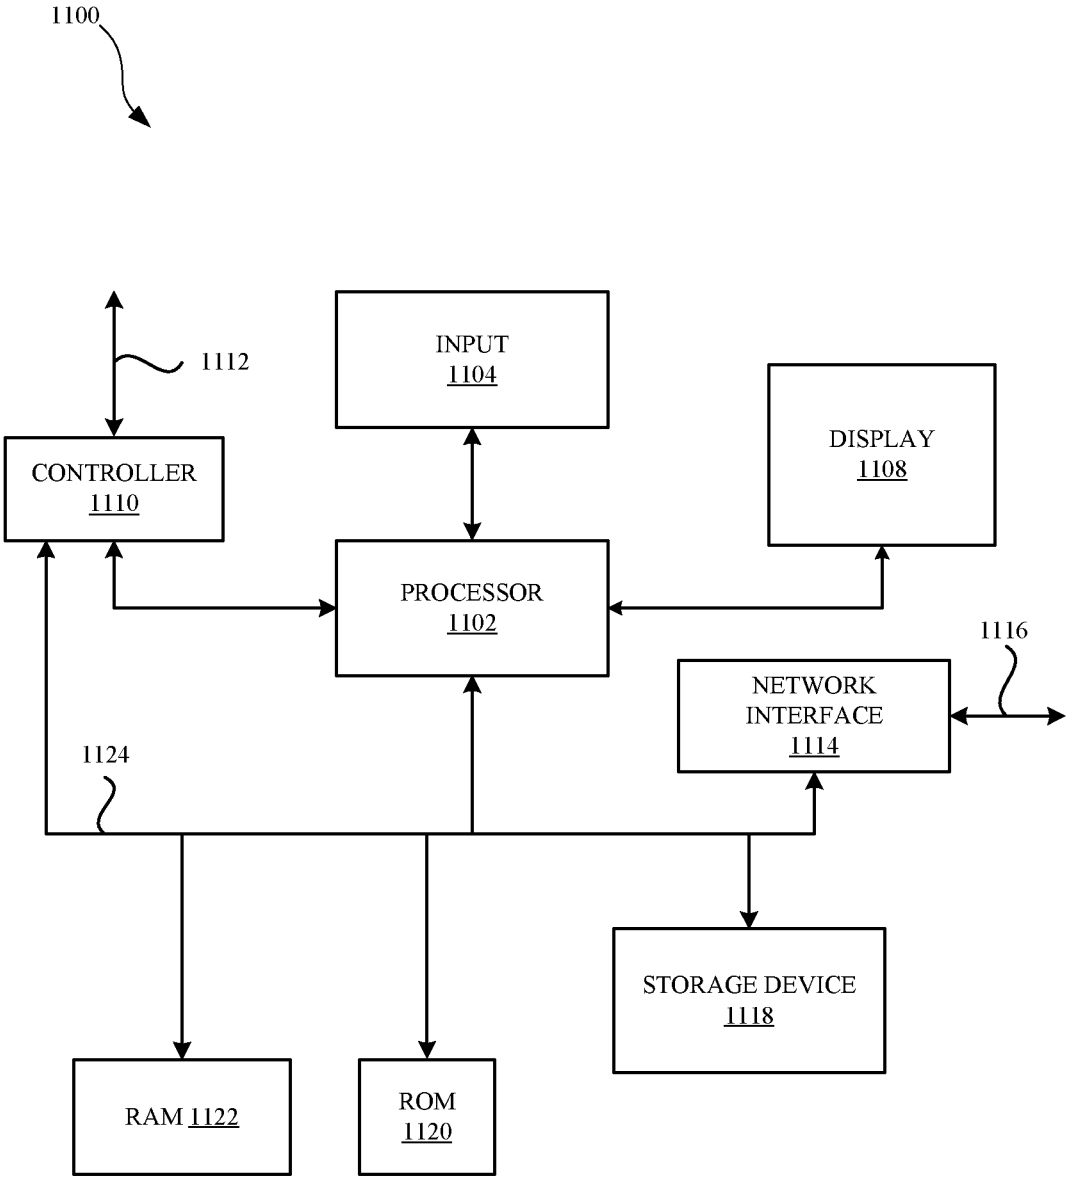 1100
1112
INPUT
1104
DISPLAY
1108
CONTROLLER
1110
PROCESSOR
1102
1116
NETWORK
INTERFACE
1114
1124
STORAGE DEVICE
1118
RAM 1122
ROM
1120